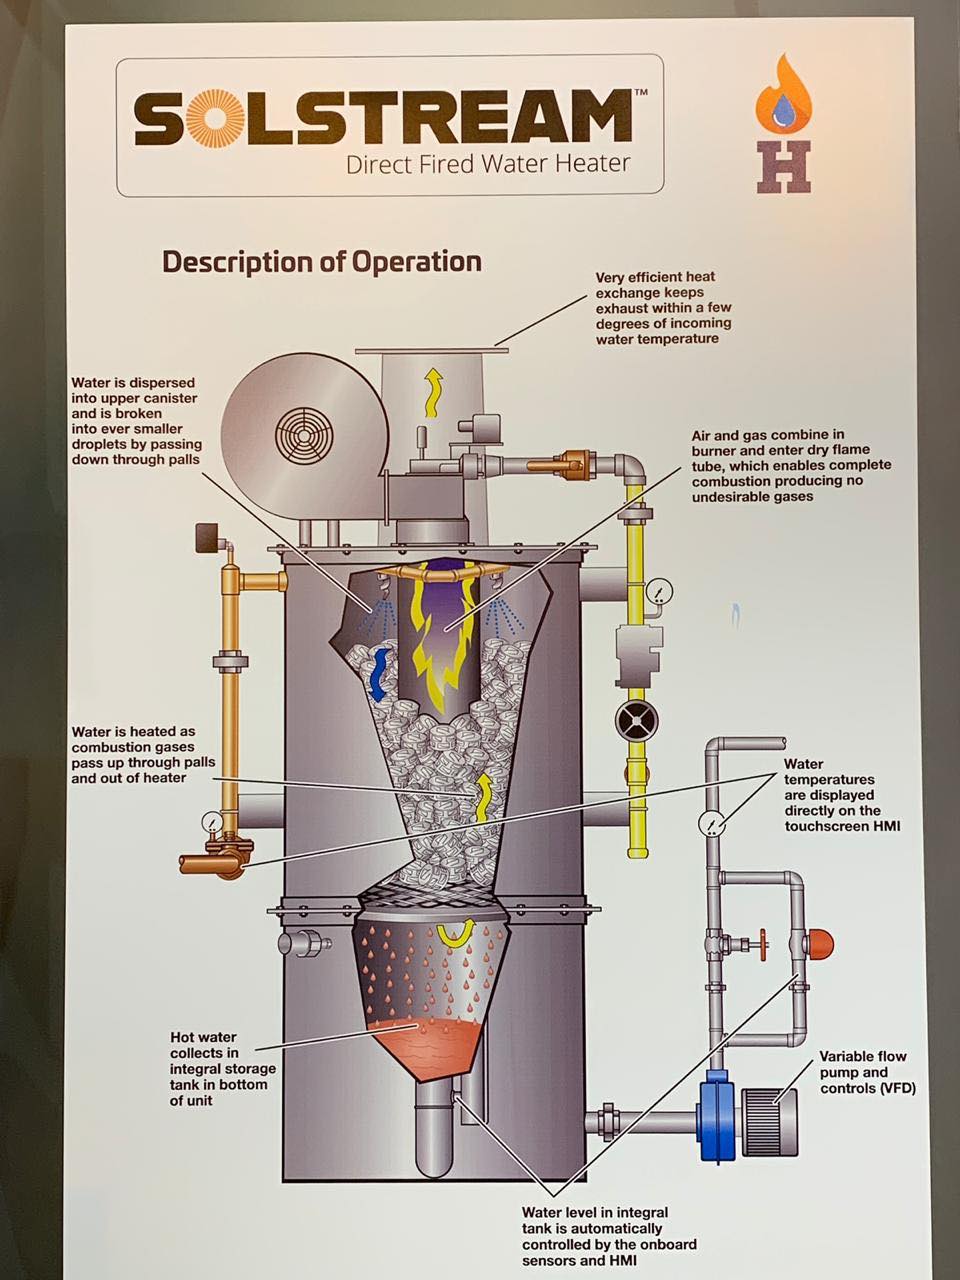 SOLSTREAM™
Direct Fired Water Heater
H
Description of Operation
Very efficient heat
exchange keeps
exhaust within a few
degrees of incoming
water temperature
Water is dispersed
into upper canister
and is broken
into ever smaller
droplets by passing
down through palls
Air and gas combine in
burner and enter dry flame
tube, which enables complete
combustion producing no
undesirable gases
Water is heated as
combustion gases
pass up through palls
and out of heater
Water
temperatures
are displayed
directly on the
touchscreen HMI
Hot water
collects in
integral storage
tank in bottom
of unit
Variable flow
pump and
controls (VFD)
Water level in integral
tank is automatically
controlled by the onboard
sensors and HMI